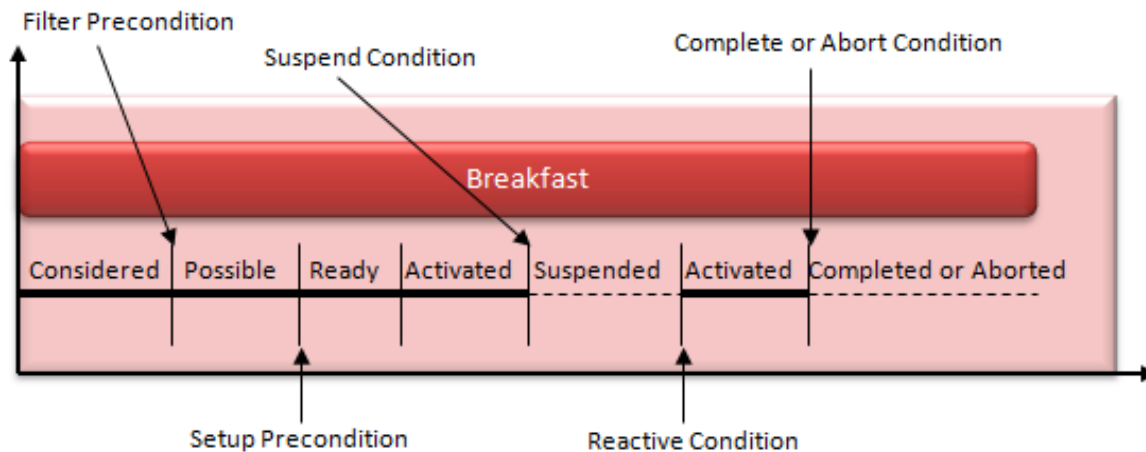 Filter Precondition
Suspend Condition
Complete or Abort Condition
Breakfast
Considered Possible Ready Activated Suspended Activated Completed or Aborted
Setup Precondition
Reactive Condition